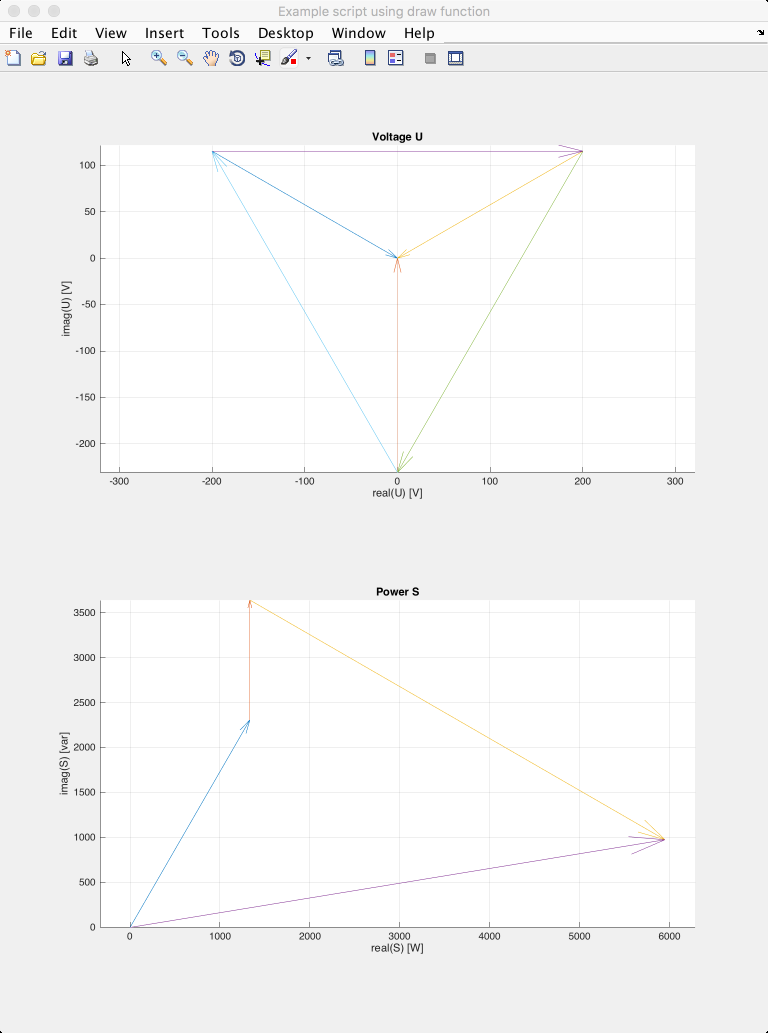 Example script using draw function
File Edit View Insert Tools Desktop Window Help
Voltage U
100
50
0
-50
-100
-150
-200
imag(U) [V]
-300 -200 -100 0 100 200 300
real(U) [V]
Power S
3500
3000
2500
2000
1500
1000
500
0
imag(S) [var]
0 1000 2000 3000 4000 5000 6000
real(S) [W]